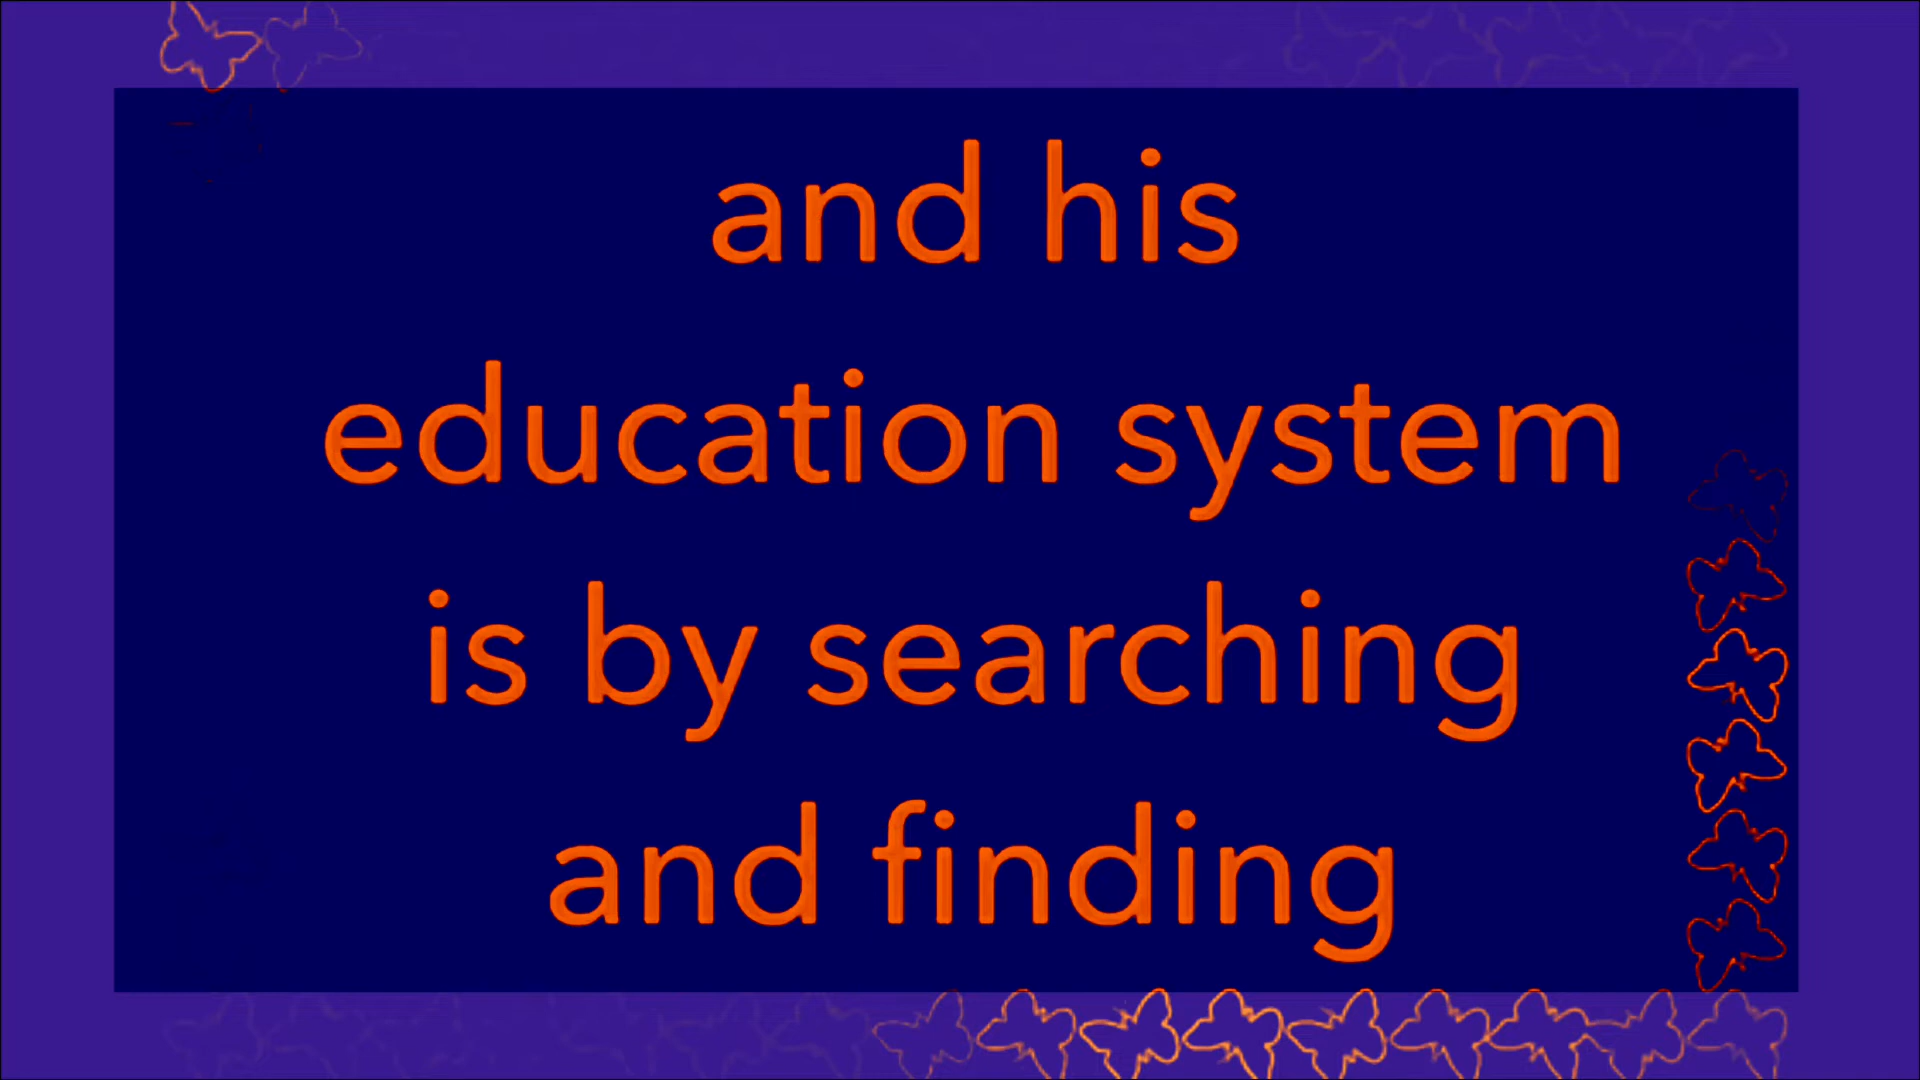 and his
education system
is by searching
and finding